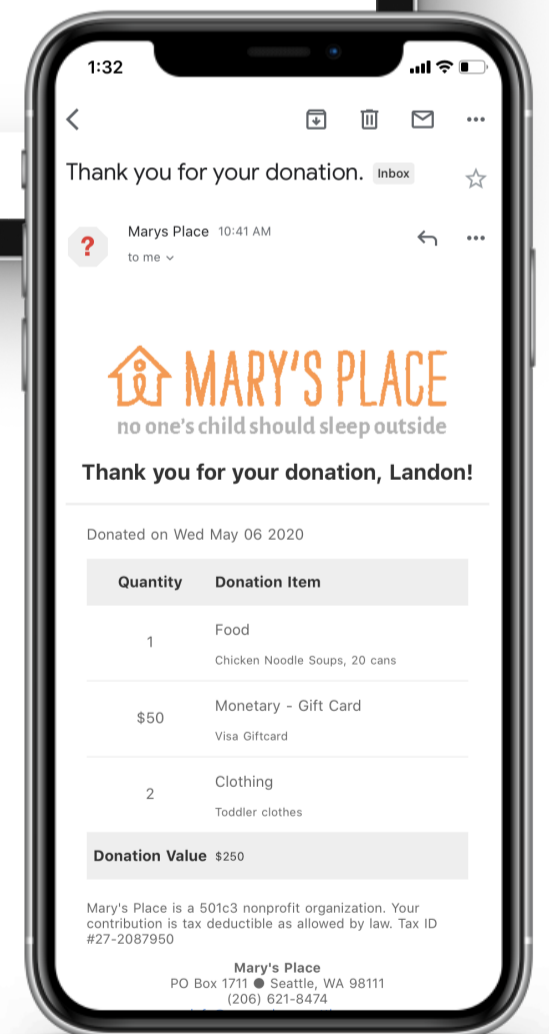 1:32
Thank you for your donation. Inbox
?
Marys Place 10:41 AM
to me
MARY'S PLACE
no one's child should sleep outside
Thank you for your donation, Landon!
Donated on Wed May 06 2020
Quantity Donation Item
1
Food
Chicken Noodle Soups, 20 cans
$50
Monetary - Gift Card
Visa Giftcard
2
Clothing
Toddler clothes
Donation Value $250
Mary's Place is a 501c3 nonprofit organization. Your
contribution is tax deductible as allowed by law. Tax ID
#27-2087950
Mary's Place
PO Box 1711 ● Seattle, WA 98111
(206) 621-8474